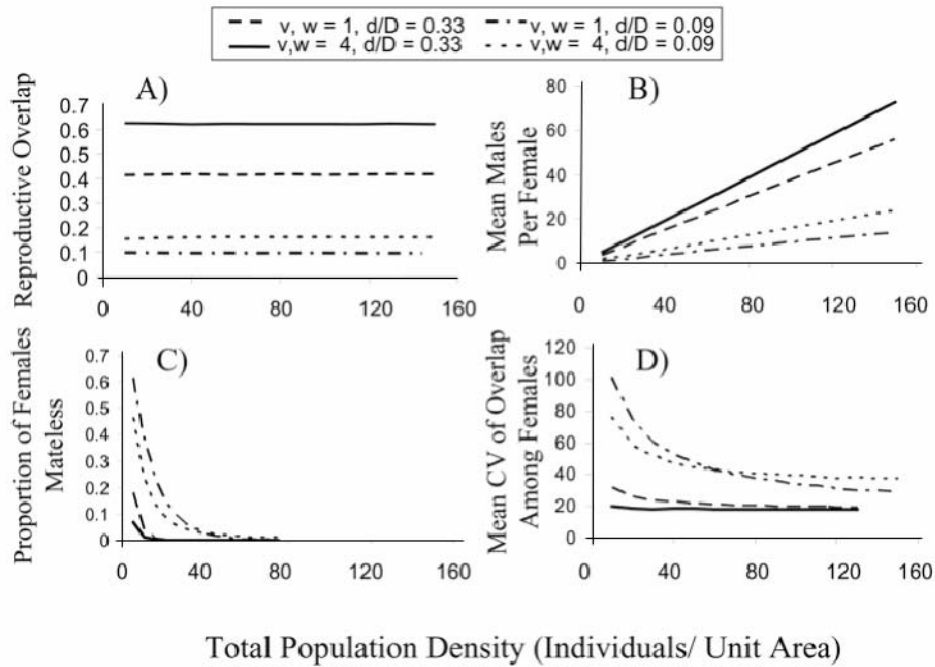 v, w = 1, d/D = 0.33
v, w = 1, d/D = 0.09
v,w = 4, d/D = 0.33
v, w = 4, d/D = 0.09
A)
Reproductive Overlap
0.7
0.6
0.5
0.4
0.3
0.2
0.1
0
0 40 80 120 160
B)
Mean Males
Per Female
80
60
40
20
0
0 40 80 120 160
C)
Proportion of Females
Mateless
0.7
0.6
0.5
0.4
0.3
0.2
0.1
0
0 40 80 120 160
D)
Mean CV of Overlap
Among Females
120
100
80
60
40
20
0
0 40 80 120 160
Total Population Density (Individuals/ Unit Area)